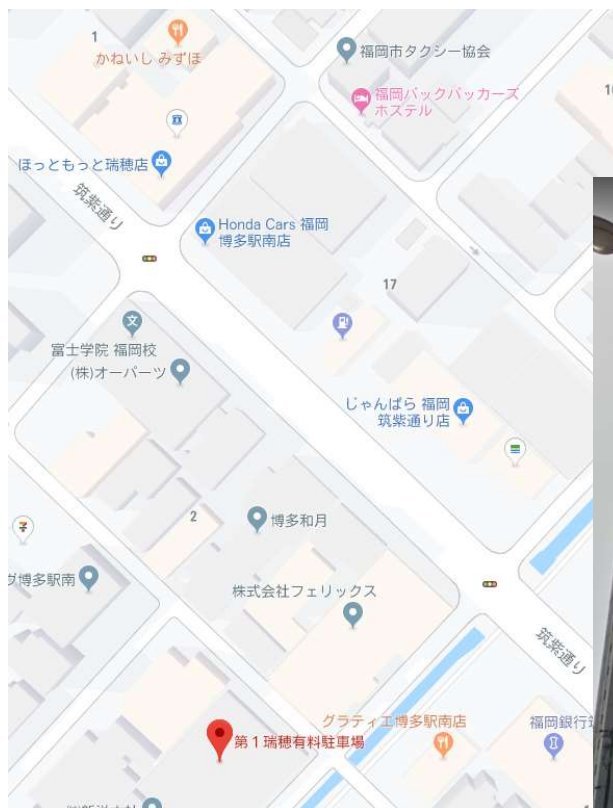 1
かねいし みずほ
福岡市タクシー協会
福岡バックパッカーズ
ホステル
ほっともっと瑞穂店
筑紫通り
Honda Cars 福岡
博多駅南店
17
富士学院 福岡校
(株)オーパーツ
じゃんぱら 福岡
筑紫通り店
2
博多和月
博多駅南
株式会社フェリックス
筑紫通り
グラティエ博多駅南店
福岡銀行
第1瑞穂有料駐車場